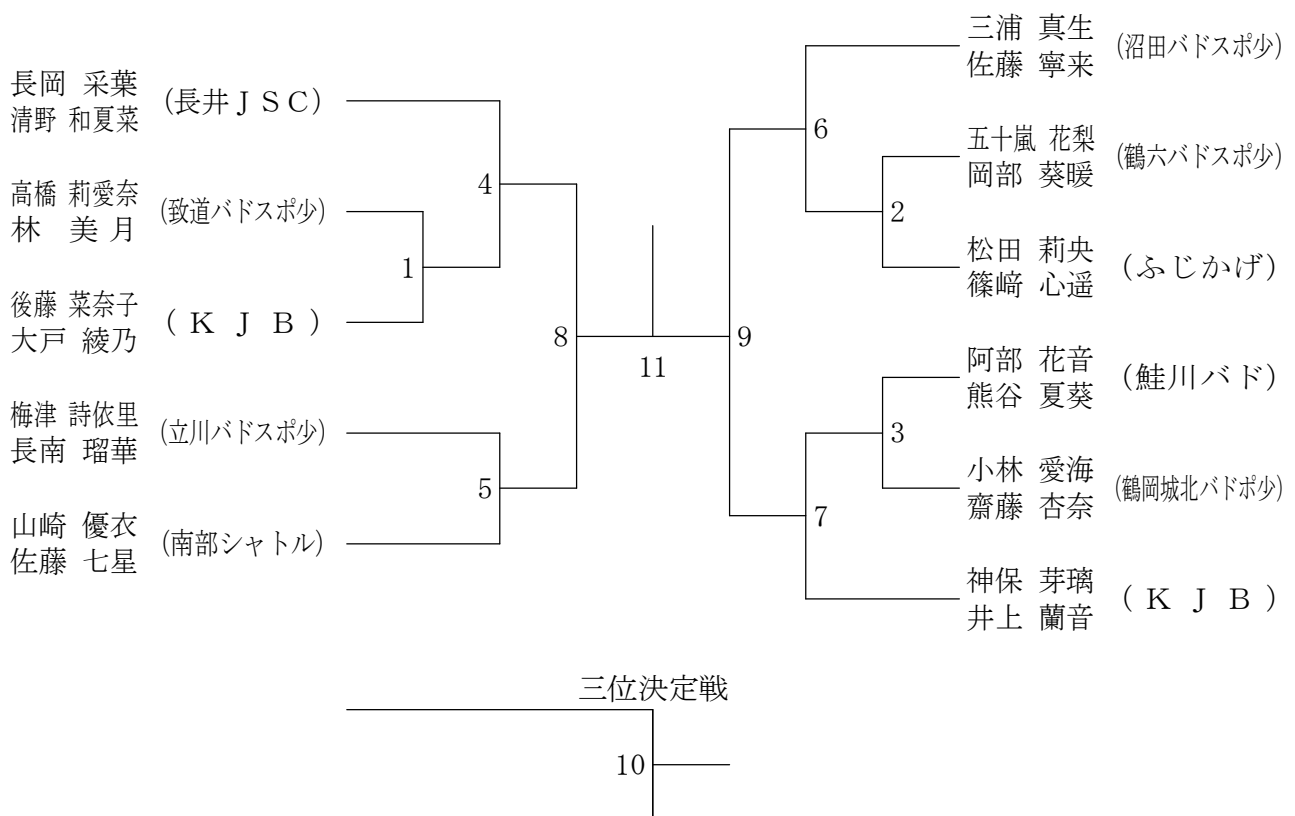 長岡 采葉
清野 和夏菜
(長井ＪＳＣ)
高橋 莉愛奈
林 美月
(致道バドスポ少)
後藤 菜奈子
大戸 綾乃
(ＫＪＢ)
梅津 詩依里
長南 瑠華
(立川バドスポ少)
山崎 優衣
佐藤 七星
(南部シャトル)
4
1
8
5
11
三浦 真生
佐藤 寧来
(沼田バドスポ少)
五十嵐 花梨
岡部 葵暖
(鶴六バドスポ少)
松田 莉央
篠﨑 心遥
(ふじかげ)
阿部 花音
熊谷 夏葵
(鮭川バド)
小林 愛海
齋藤 杏奈
(鶴岡城北バドポ少)
神保 芽璃
井上 蘭音
(ＫＪＢ)
6
2
9
3
7
三位決定戦
10